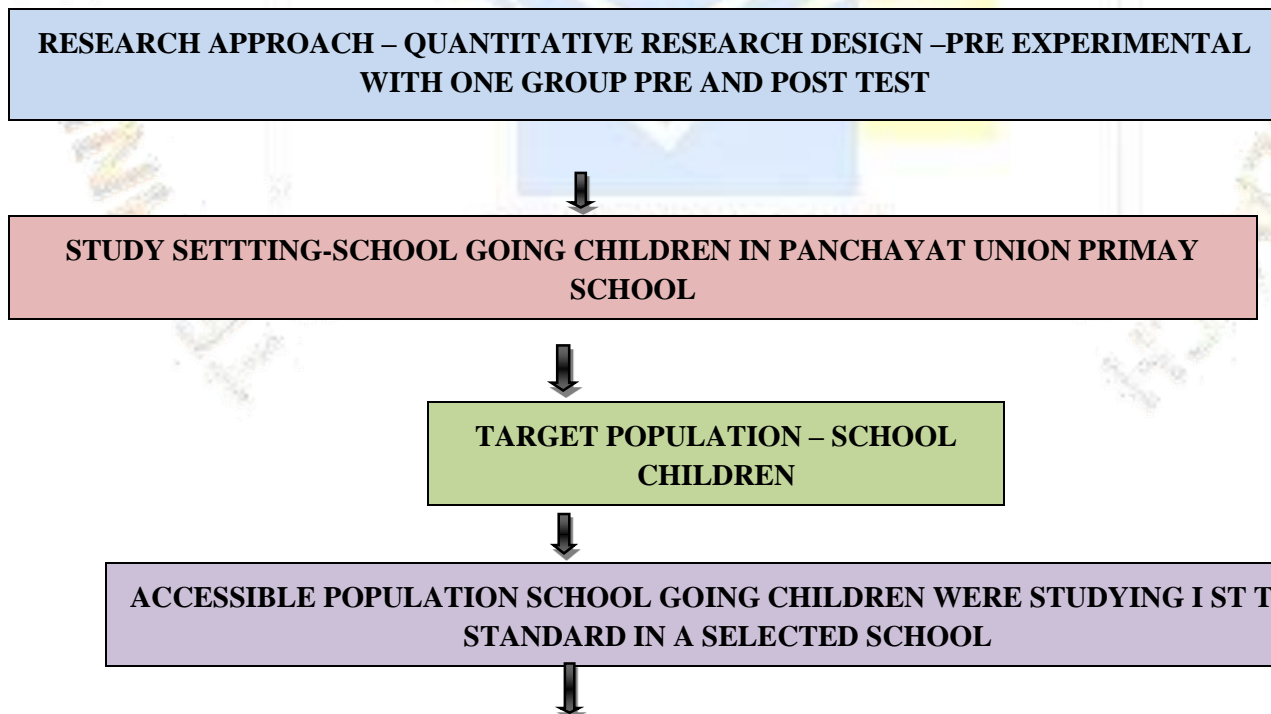 RESEARCH APPROACH – QUANTITATIVE RESEARCH DESIGN –PRE EXPERIMENTAL
WITH ONE GROUP PRE AND POST TEST
STUDY SETTTING-SCHOOL GOING CHILDREN IN PANCHAYAT UNION PRIMAY
SCHOOL
TARGET POPULATION – SCHOOL
CHILDREN
ACCESSIBLE POPULATION SCHOOL GOING CHILDREN WERE STUDYING I ST T
STANDARD IN A SELECTED SCHOOL